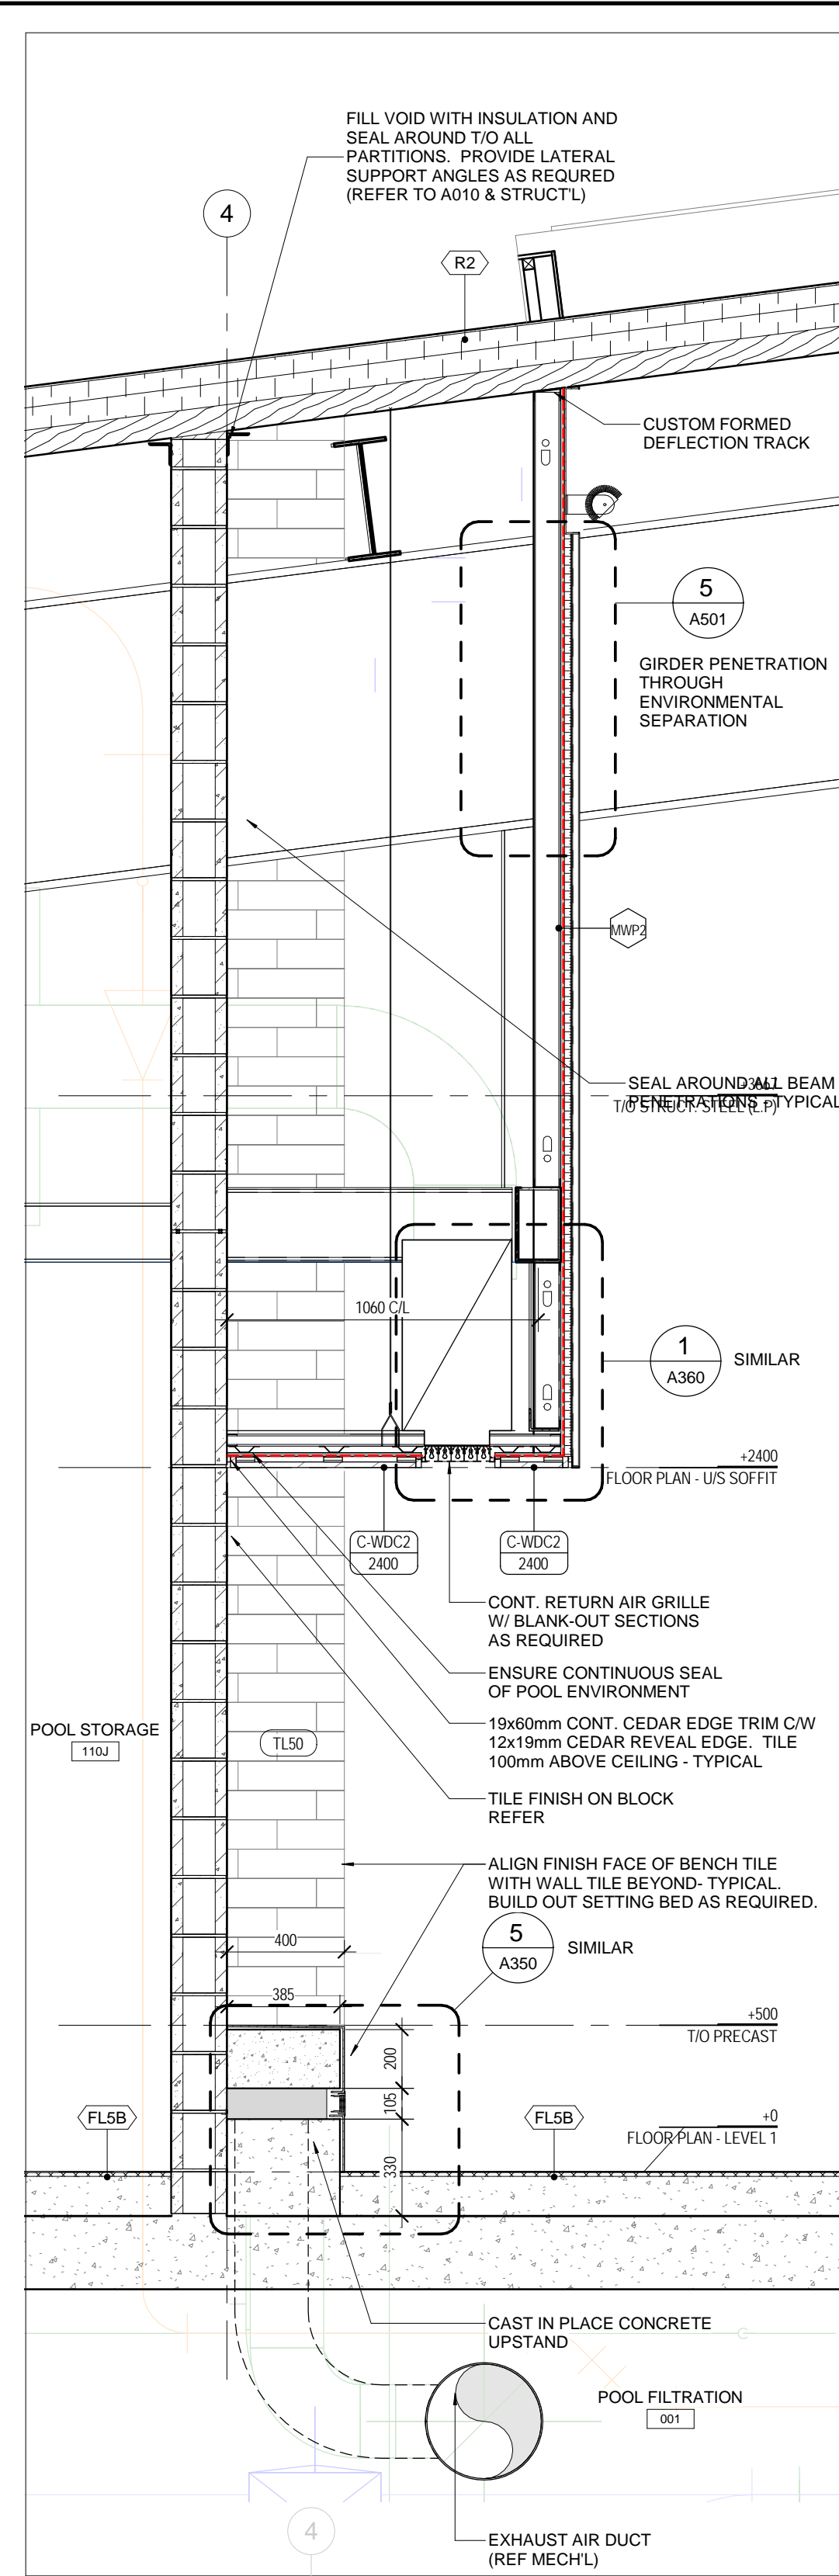 FILL VOID WITH INSULATION AND
SEAL AROUND T/O ALL
PARTITIONS. PROVIDE LATERAL
SUPPORT ANGLES AS REQURED
(REFER TO A010 & STRUCT'L)
4
R2
CUSTOM FORMED
DEFLECTION TRACK
5
A501
GIRDER PENETRATION
THROUGH
ENVIRONMENTAL
SEPARATION
MWP2
SEAL AROUND ALL BEAM
PENETRATIONS - TYPICAL
T/O STRUCT. STEEL (L.P)
1060 C/L
1
A360
SIMILAR
+2400
FLOOR PLAN - U/S SOFFIT
C-WDC2
2400
C-WDC2
2400
CONT. RETURN AIR GRILLE
W/ BLANK-OUT SECTIONS
AS REQUIRED
ENSURE CONTINUOUS SEAL
OF POOL ENVIRONMENT
19x60mm CONT. CEDAR EDGE TRIM C/W
12x19mm CEDAR REVEAL EDGE. TILE
100mm ABOVE CEILING - TYPICAL
POOL STORAGE
110J
TL50
TILE FINISH ON BLOCK
REFER
ALIGN FINISH FACE OF BENCH TILE
WITH WALL TILE BEYOND- TYPICAL.
BUILD OUT SETTING BED AS REQUIRED.
5
A350
SIMILAR
400
385
+500
T/O PRECAST
200
105
330
FL5B
FL5B
+0
FLOOR PLAN - LEVEL 1
CAST IN PLACE CONCRETE
UPSTAND
POOL FILTRATION
001
4
EXHAUST AIR DUCT
(REF MECH'L)